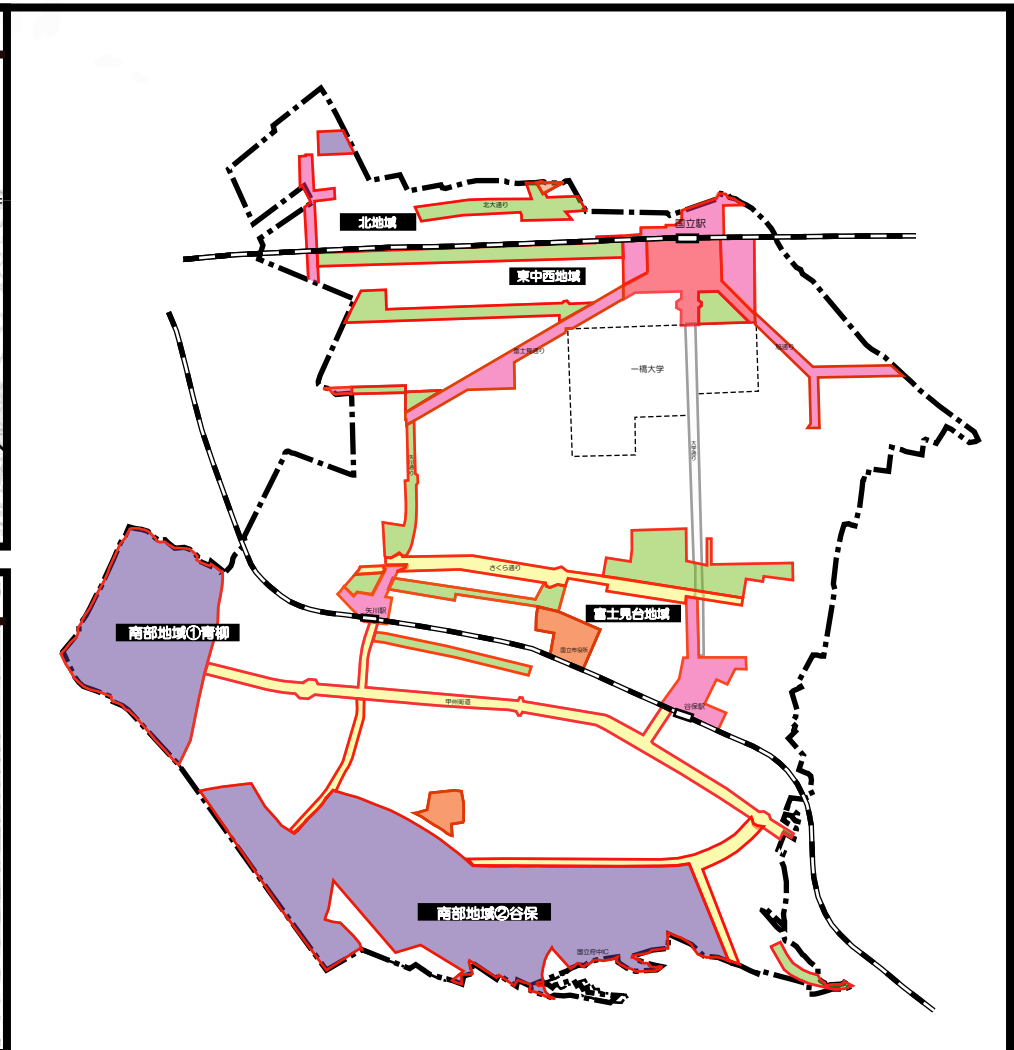 北大通り
北地域
国立駅
東中西地域
富士見通り
旭通り
一橋大学
大学通り
矢川通り
さくら通り
矢川駅
富士見台地域
南部地域①青柳
国立市役所
甲州街道
谷保駅
南部地域②谷保
国立府中IC